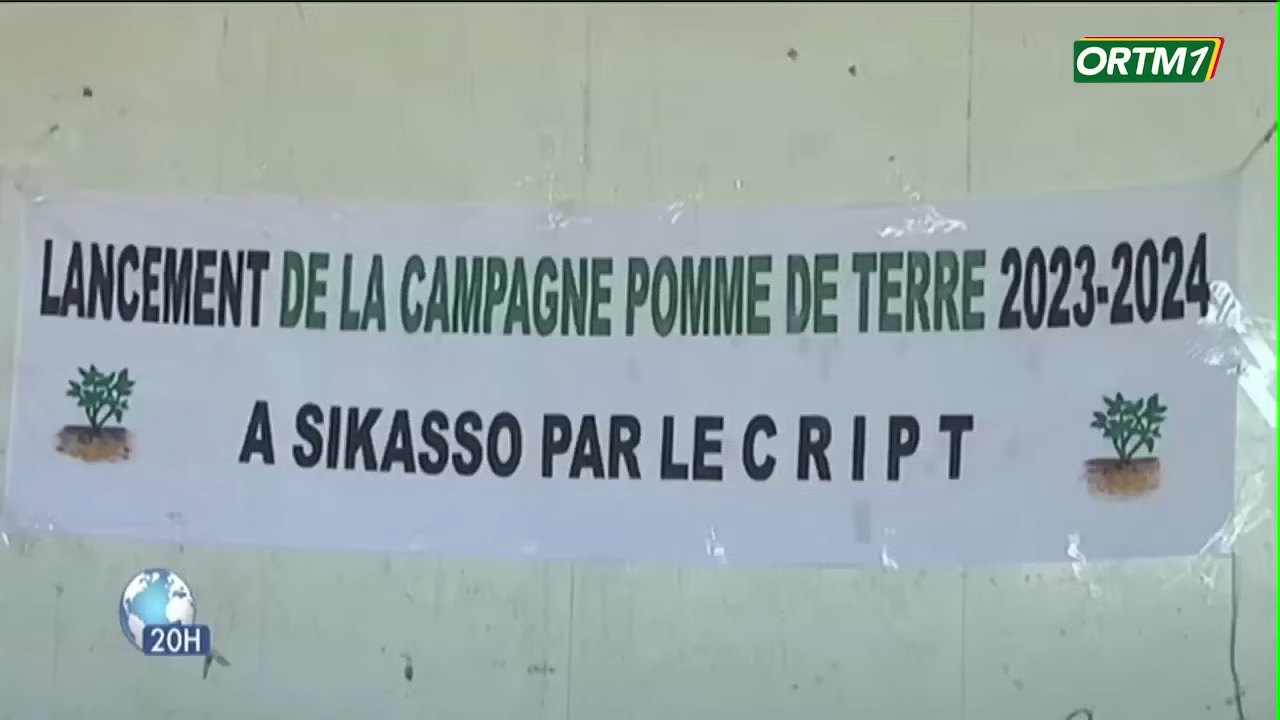 ORTM1
LANCEMENT DE LA CAMPAGNE POMME DE TERRE 2023-2024
A SIKASSO PAR LE C R I P T
20H